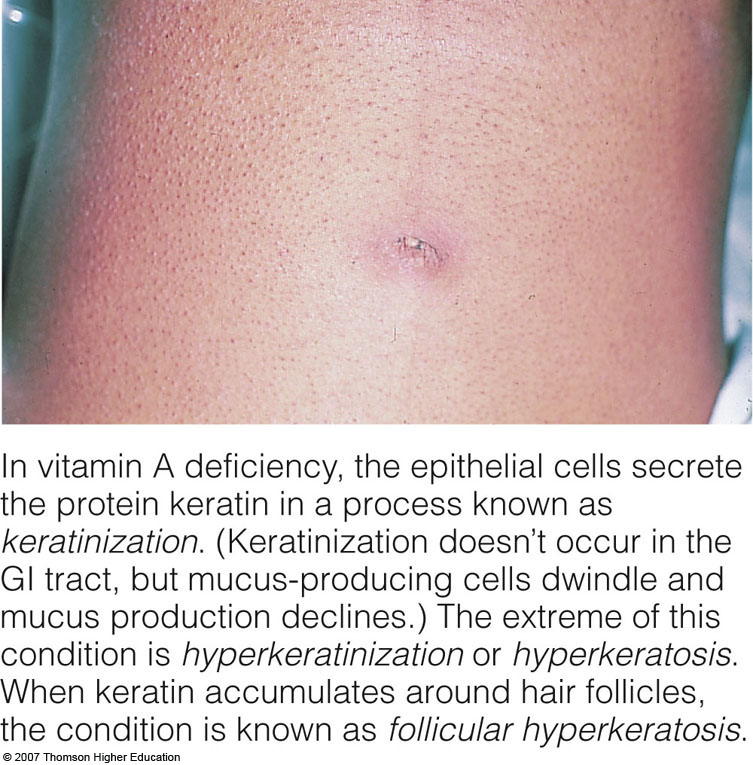 In vitamin A deficiency, the epithelial cells secrete
the protein keratin in a process known as
keratinization. (Keratinization doesn’t occur in the
GI tract, but mucus-producing cells dwindle and
mucus production declines.) The extreme of this
condition is hyperkeratinization or hyperkeratosis.
When keratin accumulates around hair follicles,
the condition is known as follicular hyperkeratosis.
© 2007 Thomson Higher Education